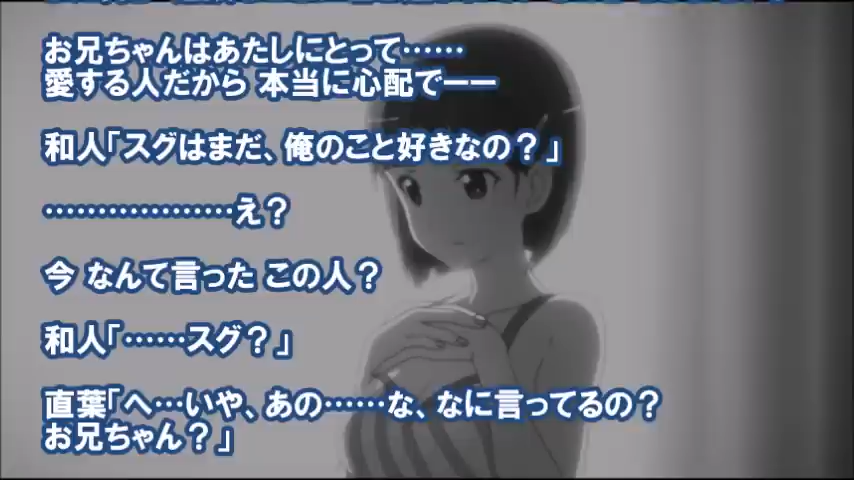 お兄ちゃんはあたしにとって……
愛する人だから 本当に心配でーー
和人「スグはまだ、俺のこと好きなの？」
………………え？
今 なんて言った この人？
和人「……スグ？」
直葉「へ…いや、あの……な、なに言ってるの？
お兄ちゃん？」